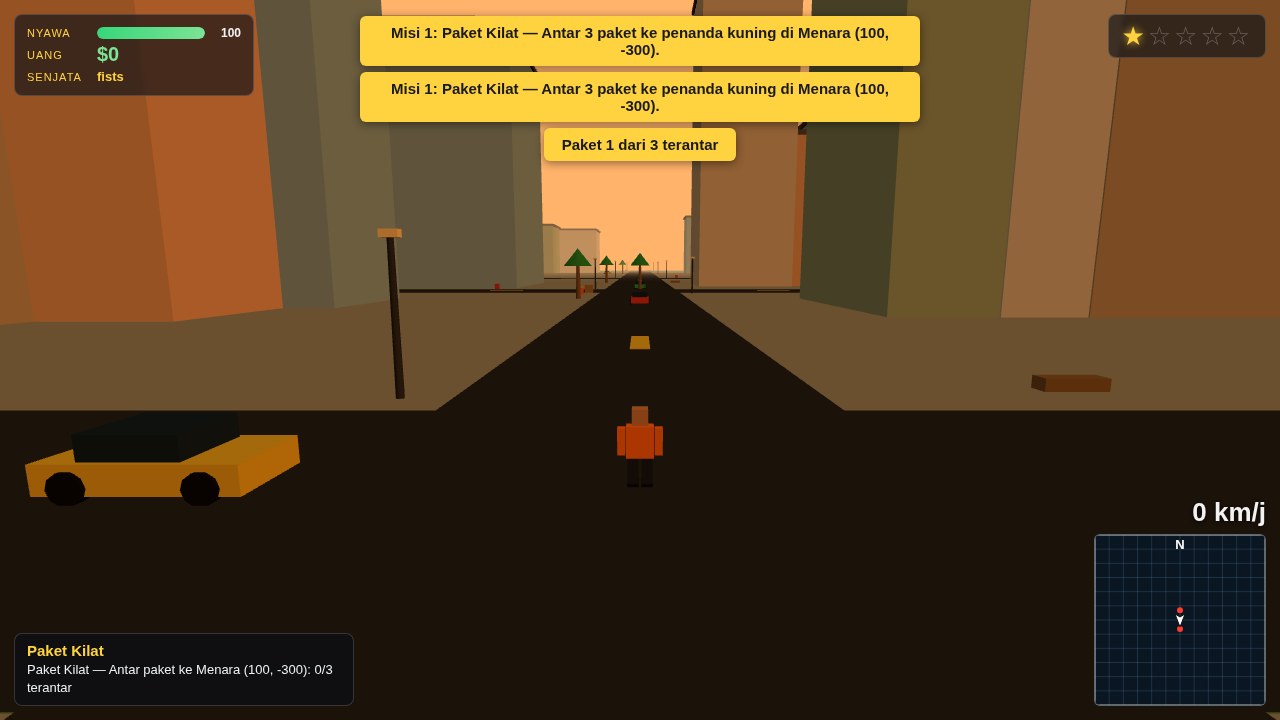 NYAWA 100
UANG $0
SENJATA fists
Misi 1: Paket Kilat — Antar 3 paket ke penanda kuning di Menara (100,
-300).
Misi 1: Paket Kilat — Antar 3 paket ke penanda kuning di Menara (100,
-300).
Paket 1 dari 3 terantar
0 km/j
N
Paket Kilat
Paket Kilat — Antar paket ke Menara (100, -300): 0/3
terantar